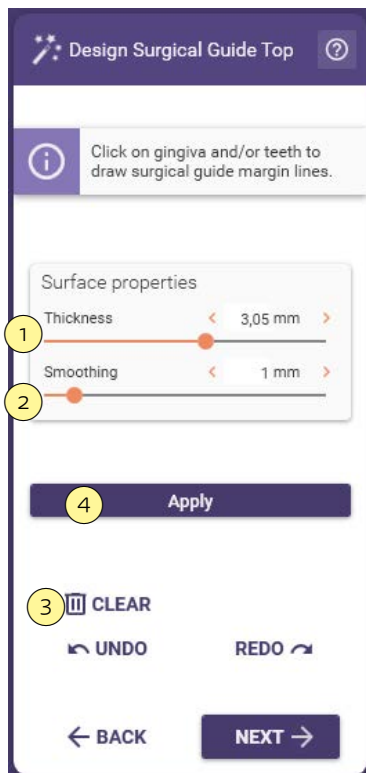 Design Surgical Guide Top
Click on gingiva and/or teeth to
draw surgical guide margin lines.
Surface properties
1
Thickness < 3,05 mm >
Smoothing < 1 mm >
2
4 Apply
3 CLEAR
UNDO REDO
BACK NEXT